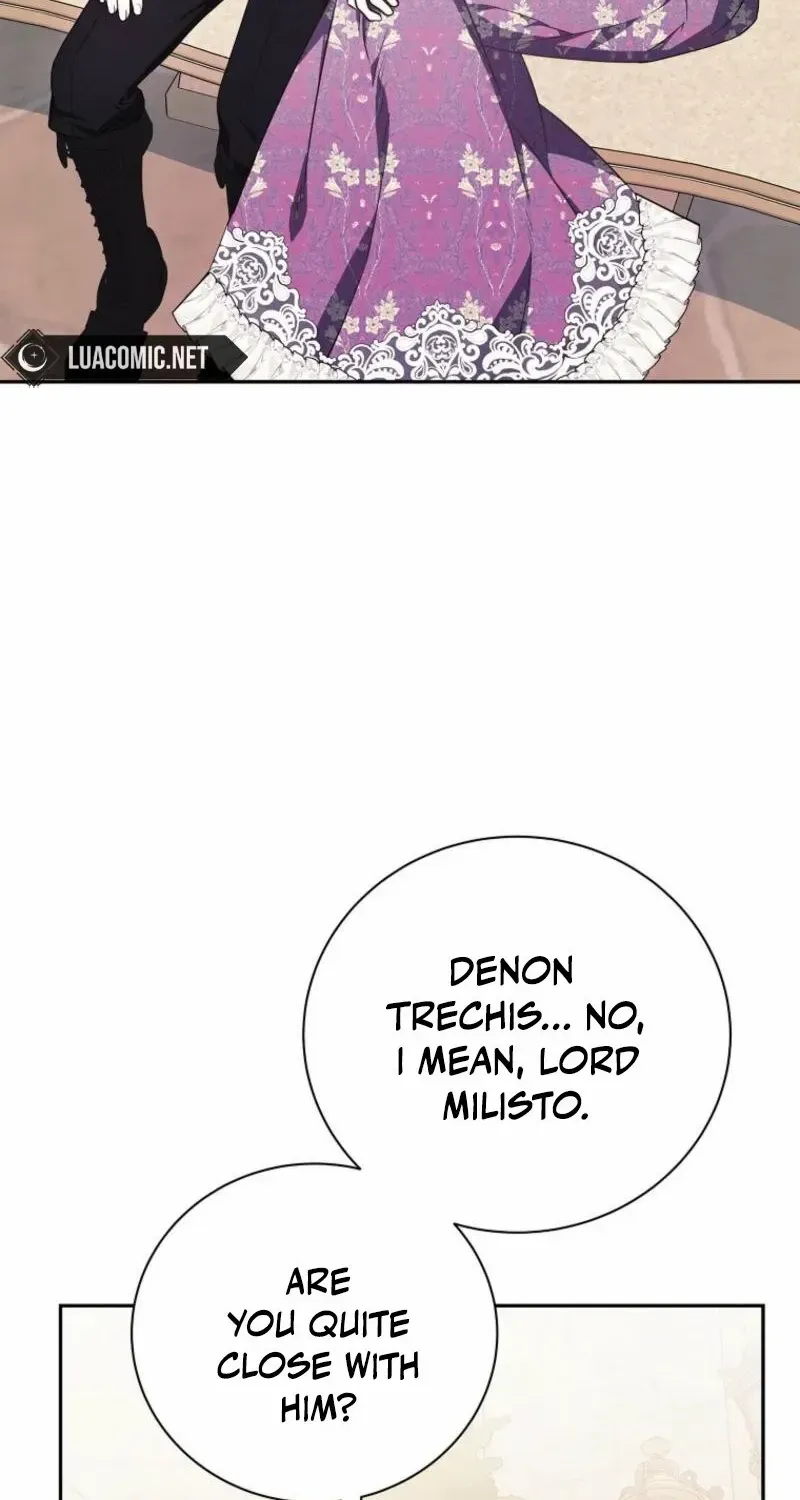 LUACOMIC.NET
DENON
TRECHIS... NO,
I MEAN, LORD
MILISTO.
ARE
YOU QUITE
CLOSE WITH
HIM?